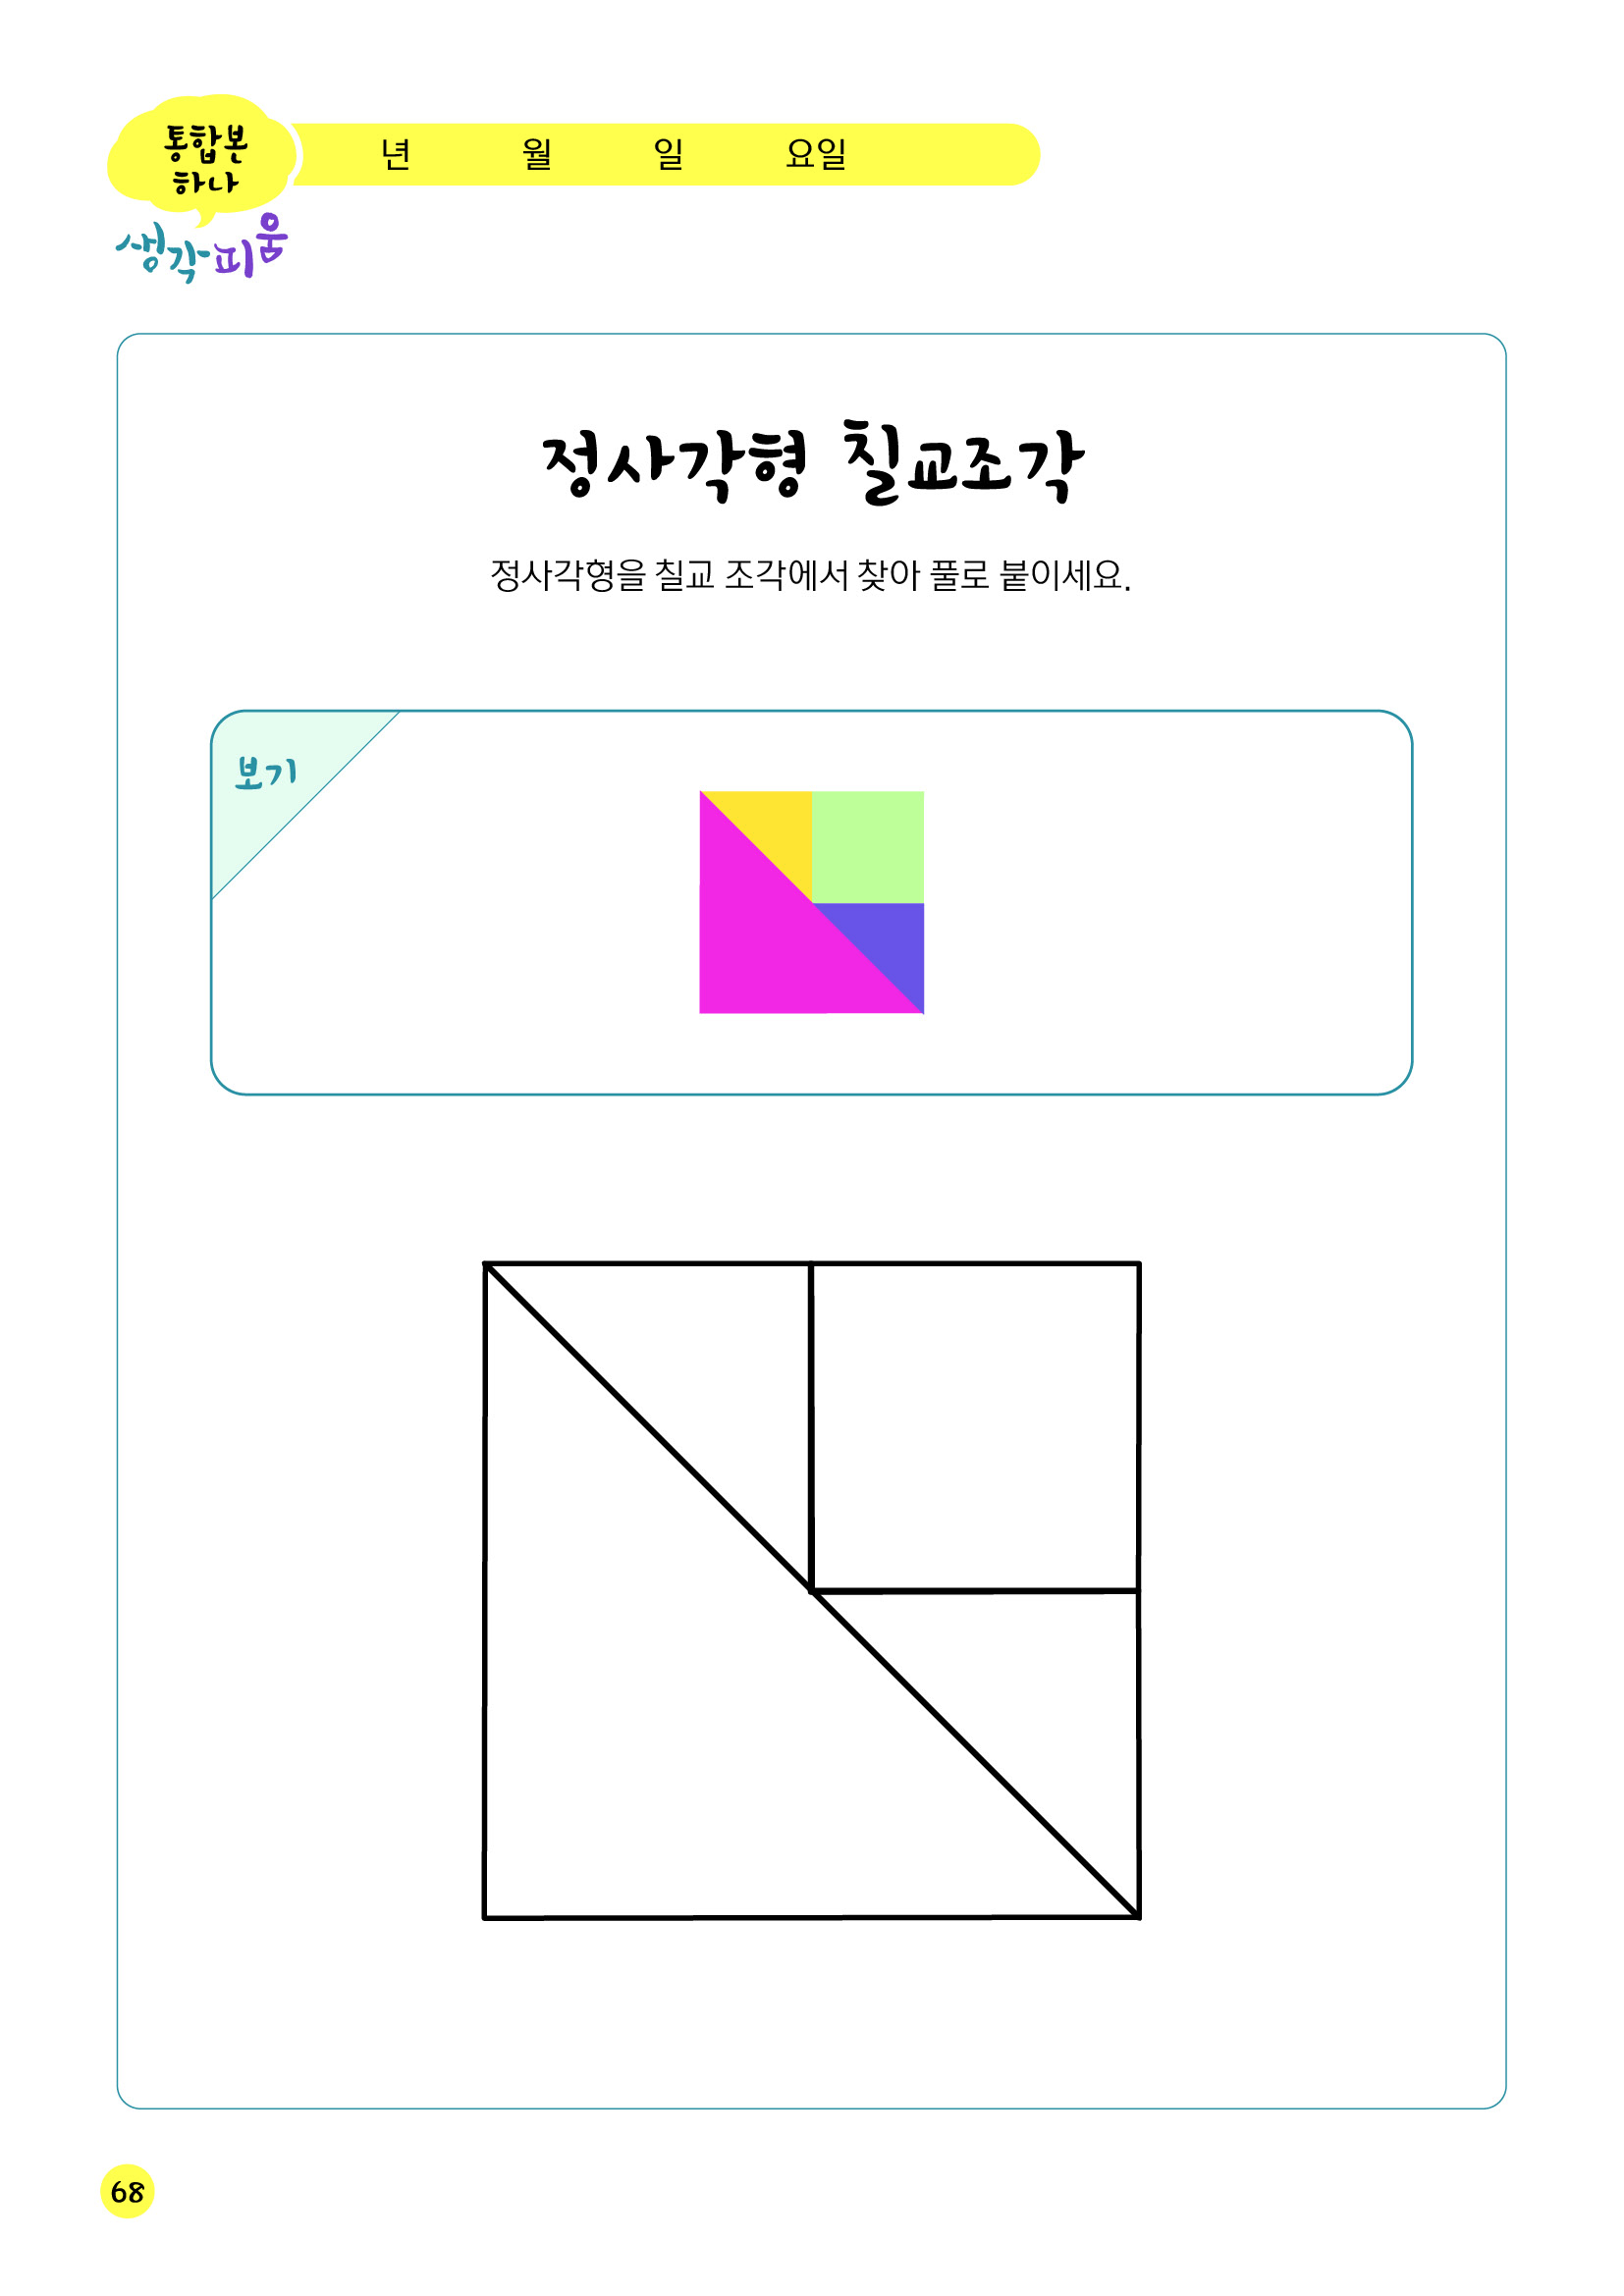 통합본
하나
년 월 일 요일
생각피움
정사각형 칠교조각
정사각형을 칠교 조각에서 찾아 풀로 붙이세요.
보기
68